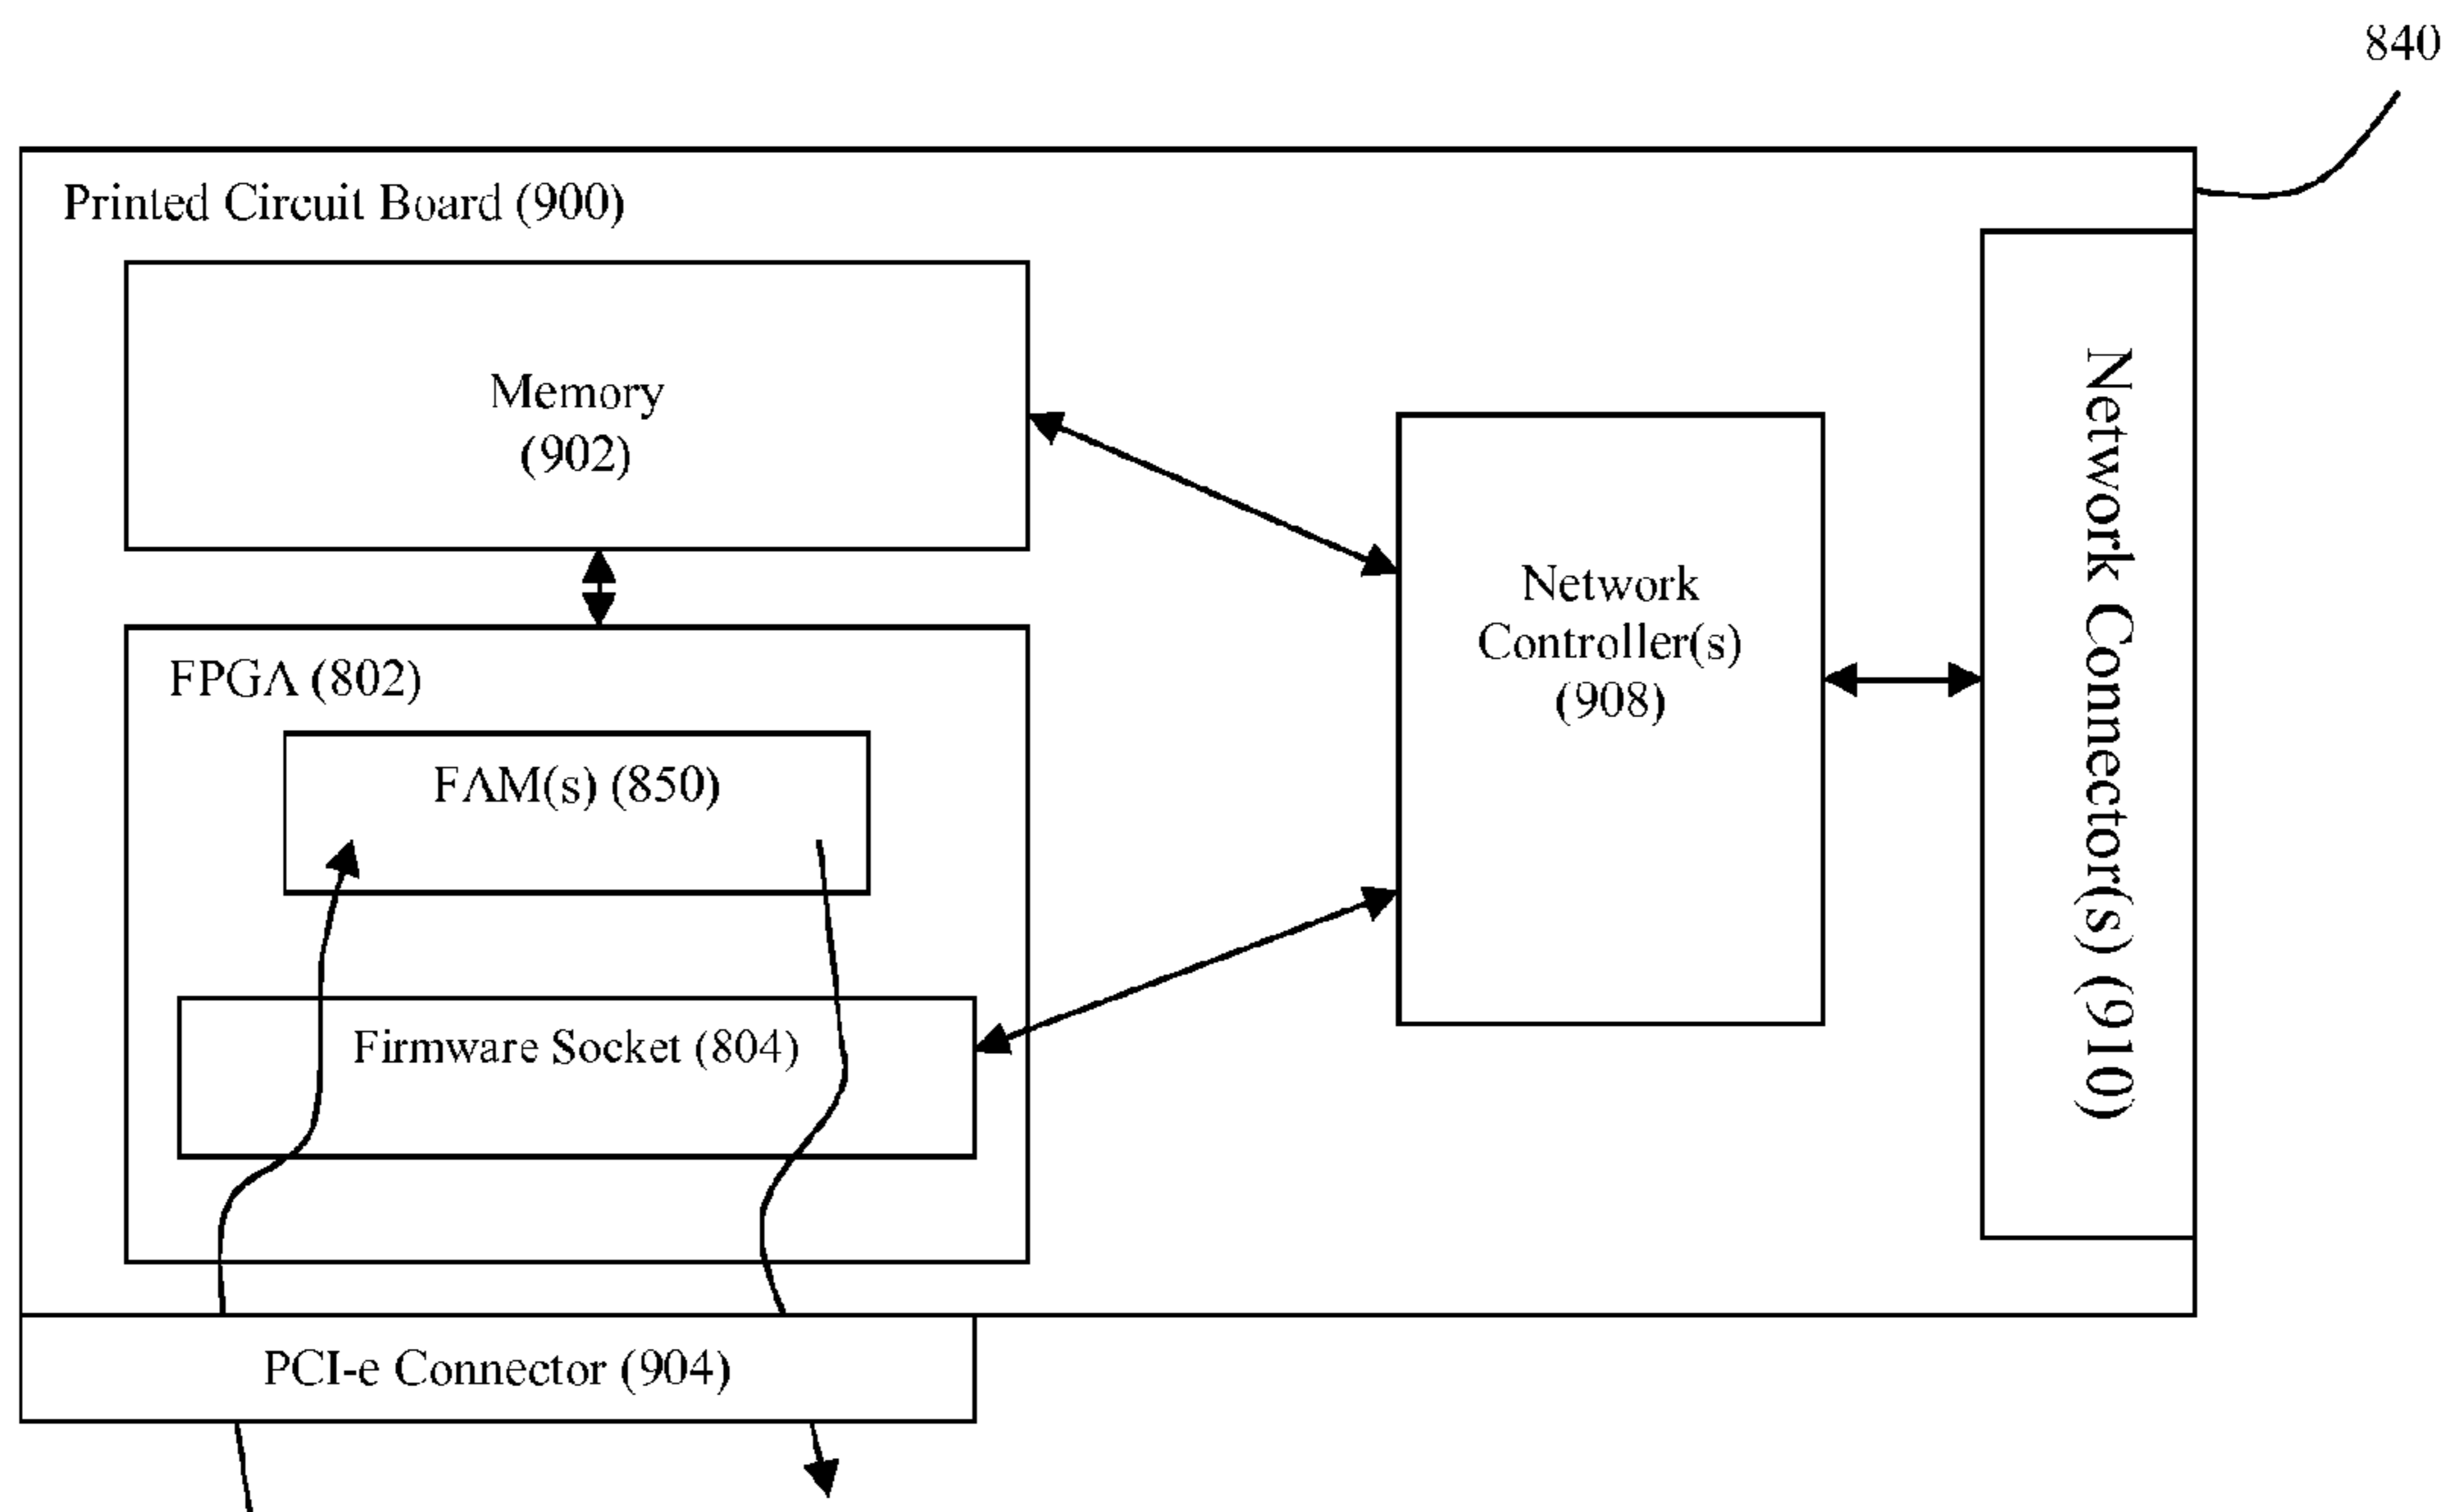 840
Printed Circuit Board (900)
Memory
(902)
FPGA (802)
FAM(s) (850)
Firmware Socket (804)
Network
Controller(s)
(908)
Network Connector(s) (910)
PCI-e Connector (904)